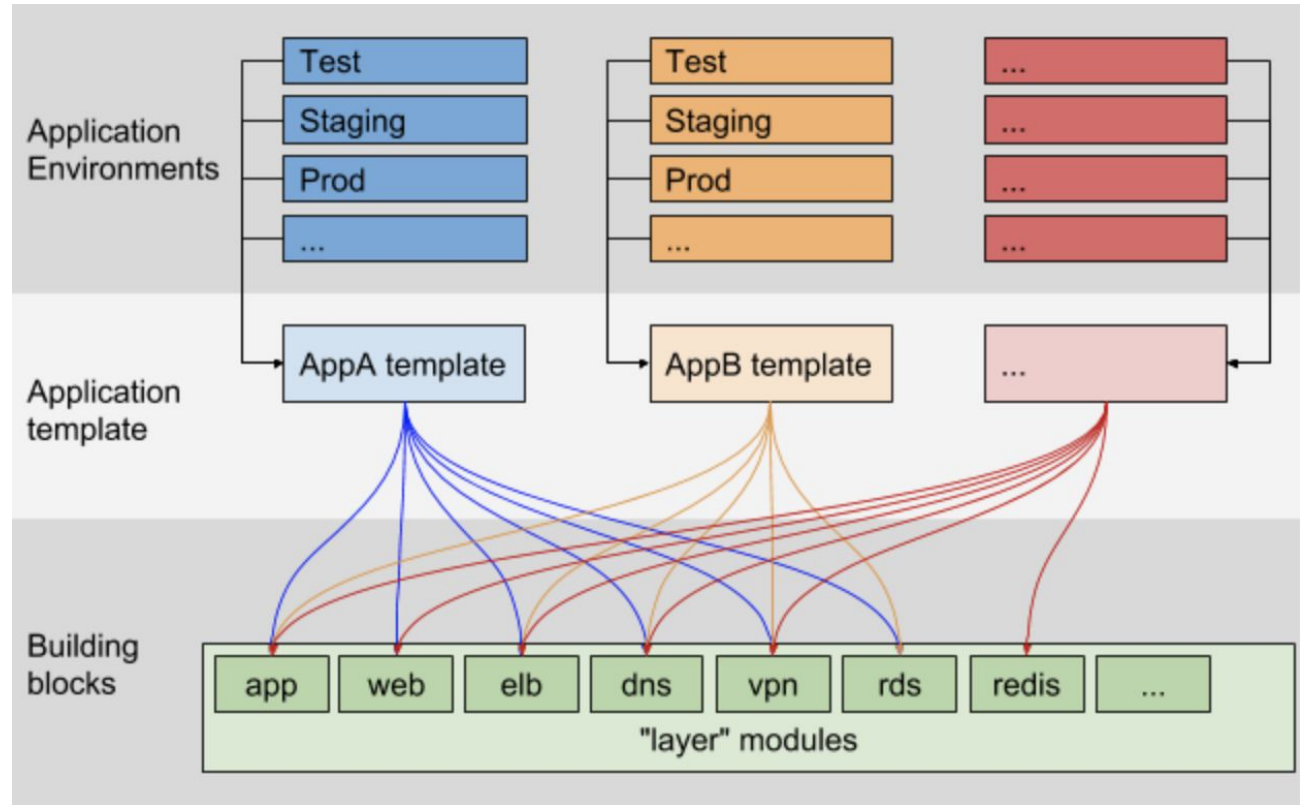 Application
Environments
Test
Staging
Prod
...
Test
Staging
Prod
...
...
...
...
...
Application
template
AppA template
AppB template
...
Building
blocks
app
web
elb
dns
vpn
rds
redis
...
"layer" modules